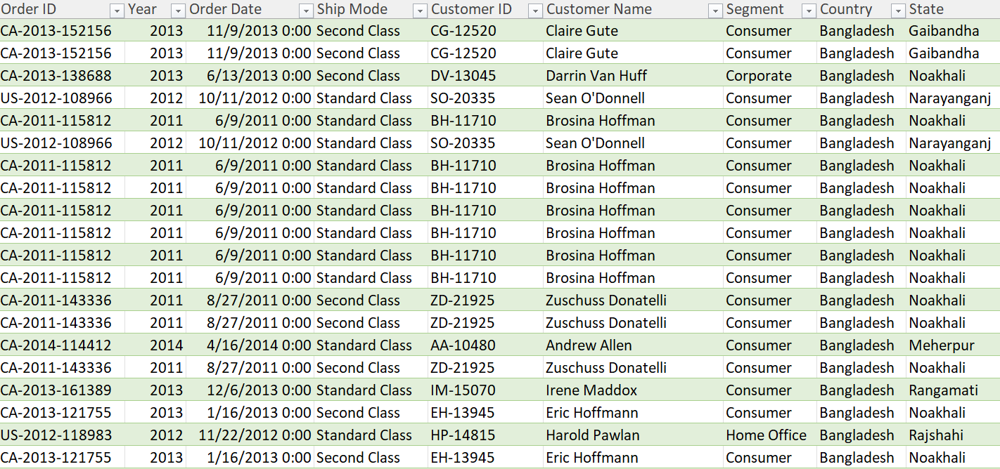 Order ID Year Order Date Ship Mode Customer ID Customer Name Segment Country State
CA-2013-152156 2013 11/9/2013 0:00 Second Class CG-12520 Claire Gute Consumer Bangladesh Gaibandha
CA-2013-152156 2013 11/9/2013 0:00 Second Class CG-12520 Claire Gute Consumer Bangladesh Gaibandha
CA-2013-138688 2013 6/13/2013 0:00 Second Class DV-13045 Darrin Van Huff Corporate Bangladesh Noakhali
US-2012-108966 2012 10/11/2012 0:00 Standard Class SO-20335 Sean O'Donnell Consumer Bangladesh Narayanganj
CA-2011-115812 2011 6/9/2011 0:00 Standard Class BH-11710 Brosina Hoffman Consumer Bangladesh Noakhali
US-2012-108966 2012 10/11/2012 0:00 Standard Class SO-20335 Sean O'Donnell Consumer Bangladesh Narayanganj
CA-2011-115812 2011 6/9/2011 0:00 Standard Class BH-11710 Brosina Hoffman Consumer Bangladesh Noakhali
CA-2011-115812 2011 6/9/2011 0:00 Standard Class BH-11710 Brosina Hoffman Consumer Bangladesh Noakhali
CA-2011-115812 2011 6/9/2011 0:00 Standard Class BH-11710 Brosina Hoffman Consumer Bangladesh Noakhali
CA-2011-115812 2011 6/9/2011 0:00 Standard Class BH-11710 Brosina Hoffman Consumer Bangladesh Noakhali
CA-2011-115812 2011 6/9/2011 0:00 Standard Class BH-11710 Brosina Hoffman Consumer Bangladesh Noakhali
CA-2011-115812 2011 6/9/2011 0:00 Standard Class BH-11710 Brosina Hoffman Consumer Bangladesh Noakhali
CA-2011-143336 2011 8/27/2011 0:00 Second Class ZD-21925 Zuschuss Donatelli Consumer Bangladesh Noakhali
CA-2011-143336 2011 8/27/2011 0:00 Second Class ZD-21925 Zuschuss Donatelli Consumer Bangladesh Noakhali
CA-2014-114412 2014 4/16/2014 0:00 Standard Class AA-10480 Andrew Allen Consumer Bangladesh Meherpur
CA-2011-143336 2011 8/27/2011 0:00 Second Class ZD-21925 Zuschuss Donatelli Consumer Bangladesh Noakhali
CA-2013-161389 2013 12/6/2013 0:00 Standard Class IM-15070 Irene Maddox Consumer Bangladesh Rangamati
CA-2013-121755 2013 1/16/2013 0:00 Second Class EH-13945 Eric Hoffmann Consumer Bangladesh Noakhali
US-2012-118983 2012 11/22/2012 0:00 Standard Class HP-14815 Harold Pawlan Home Office Bangladesh Rajshahi
CA-2013-121755 2013 1/16/2013 0:00 Second Class EH-13945 Eric Hoffmann Consumer Bangladesh Noakhali